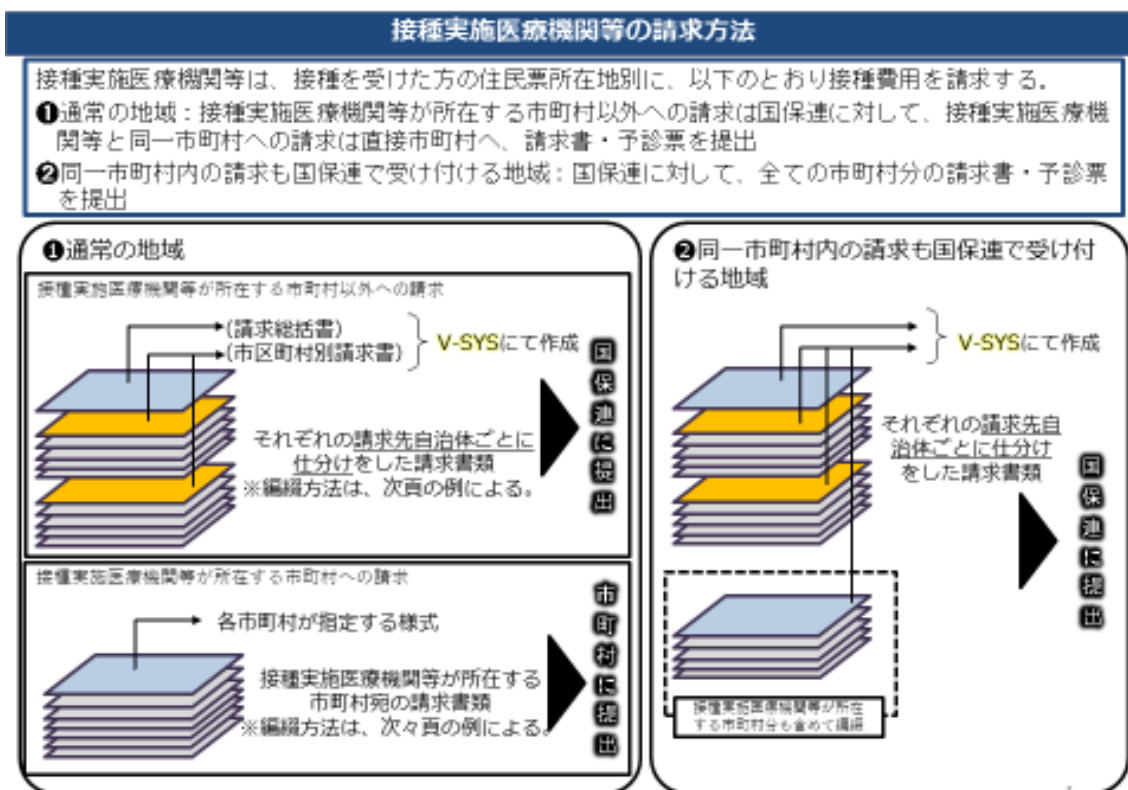 接種実施医療機関等の請求方法
接種実施医療機関等は、接種を受けた方の住民票所在地別に、以下のとおり接種費用を請求する。
❶通常の地域：接種実施医療機関等が所在する市町村以外への請求は国保連に対して、接種実施医療機
関等と同一市町村への請求は直接市町村へ、請求書・予診票を提出
❷同一市町村内の請求も国保連で受け付ける地域：国保連に対して、全ての市町村分の請求書・予診票
を提出
❶通常の地域
接種実施医療機関等が所在する市町村以外への請求
(請求総括書)
(市区町村別請求書)
V-SYSにて作成
それぞれの請求先自治体ごとに
仕分けをした請求書類
※編綴方法は、次頁の例による。
国保連に提出
接種実施医療機関等が所在する市町村への請求
各市町村が指定する様式
接種実施医療機関等が所在する
市町村宛の請求書類
※編綴方法は、次々頁の例による。
市町村に提出
❷同一市町村内の請求も国保連で受け付
ける地域
V-SYSにて作成
それぞれの請求先自
治体ごとに仕分け
をした請求書類
国保連に提出
接種実施医療機関等が所在
する市町村分も含めて編綴